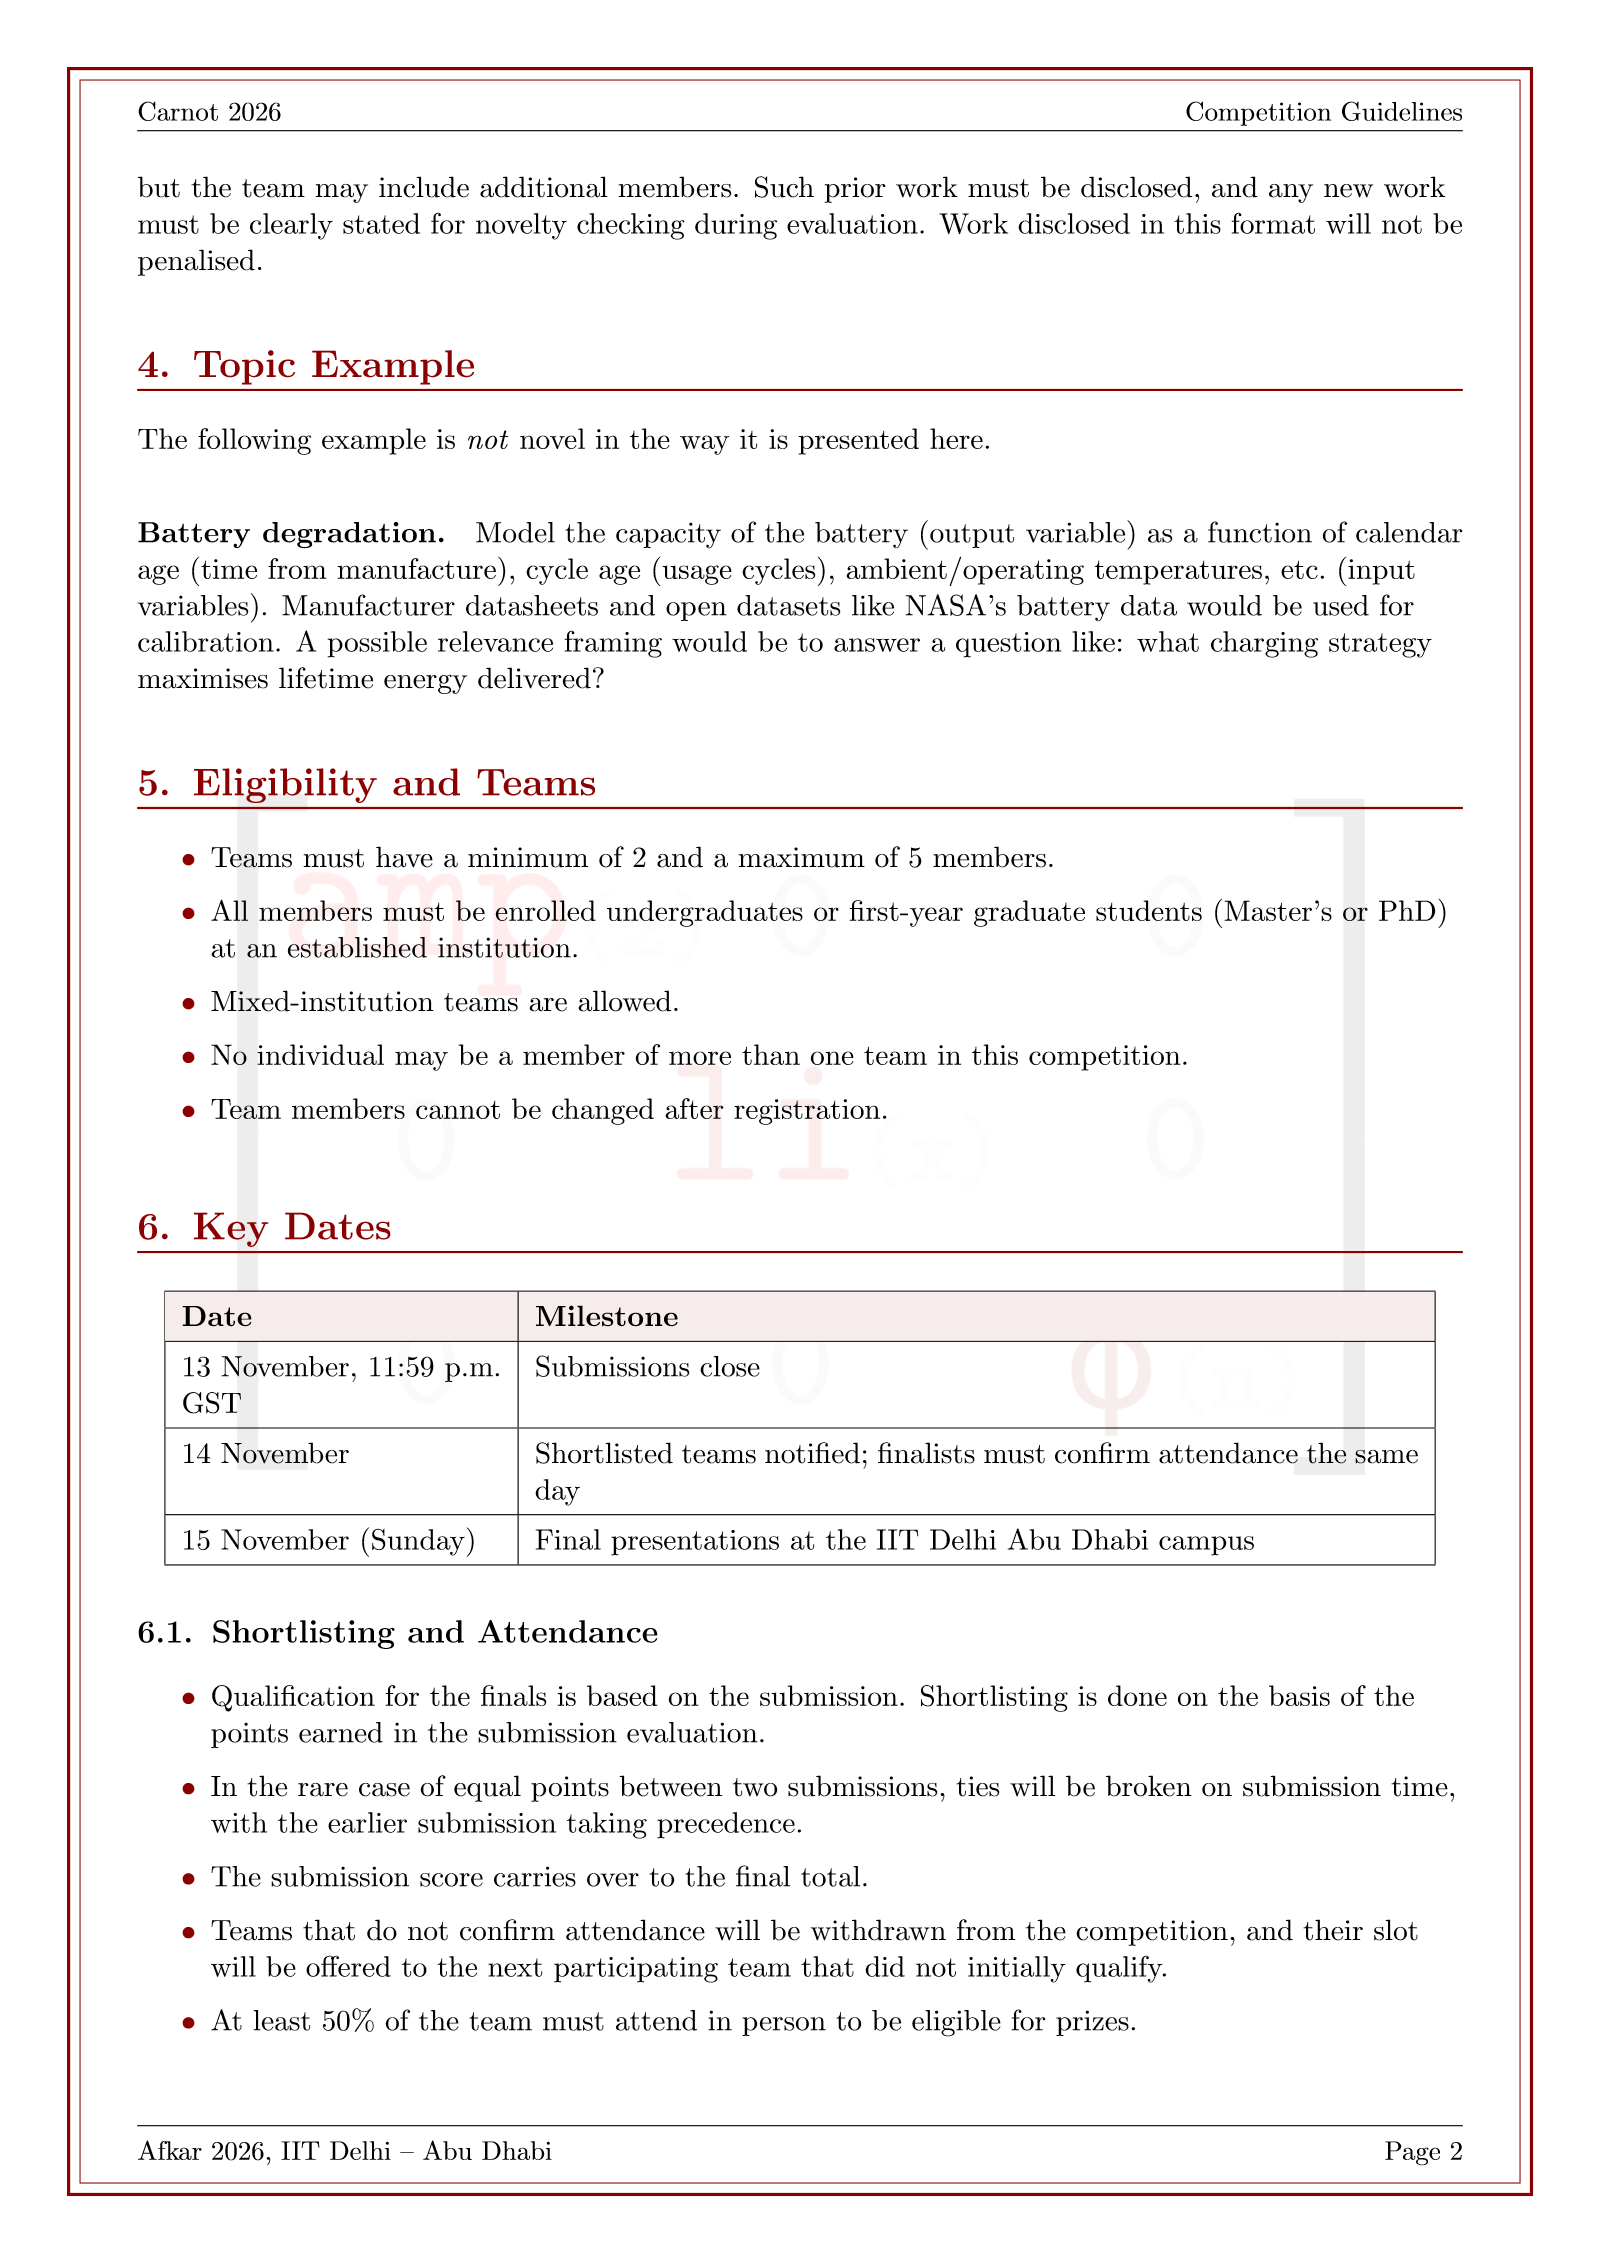 Carnot 2026 Competition Guidelines
but the team may include additional members. Such prior work must be disclosed, and any new work
must be clearly stated for novelty checking during evaluation. Work disclosed in this format will not be
penalised.
4. Topic Example
The following example is not novel in the way it is presented here.
Battery degradation. Model the capacity of the battery (output variable) as a function of calendar
age (time from manufacture), cycle age (usage cycles), ambient/operating temperatures, etc. (input
variables). Manufacturer datasheets and open datasets like NASA's battery data would be used for
calibration. A possible relevance framing would be to answer a question like: what charging strategy
maximises lifetime energy delivered?
5. Eligibility and Teams
• Teams must have a minimum of 2 and a maximum of 5 members.
• All members must be enrolled undergraduates or first-year graduate students (Master's or PhD)
at an established institution.
• Mixed-institution teams are allowed.
• No individual may be a member of more than one team in this competition.
• Team members cannot be changed after registration.
amp(z) 0 0
0 li(x) 0
0 0 φ(n)
6. Key Dates
Date Milestone
13 November, 11:59 p.m. Submissions close
GST
14 November Shortlisted teams notified; finalists must confirm attendance the same
day
15 November (Sunday) Final presentations at the IIT Delhi Abu Dhabi campus
6.1. Shortlisting and Attendance
• Qualification for the finals is based on the submission. Shortlisting is done on the basis of the
points earned in the submission evaluation.
• In the rare case of equal points between two submissions, ties will be broken on submission time,
with the earlier submission taking precedence.
• The submission score carries over to the final total.
• Teams that do not confirm attendance will be withdrawn from the competition, and their slot
will be offered to the next participating team that did not initially qualify.
• At least 50% of the team must attend in person to be eligible for prizes.
Afkar 2026, IIT Delhi – Abu Dhabi Page 2